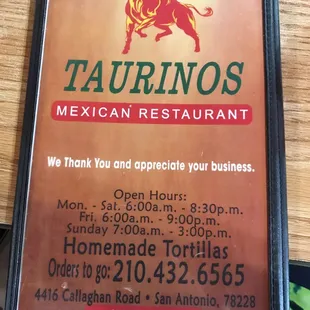 TAURINOS
MEXICAN RESTAURANT
We Thank You and appreciate your business.
Open Hours:
Mon. - Sat. 6:00a.m. - 8:30p.m.
Fri. 6:00a.m. - 9:00p.m.
Sunday 7:00a.m. - 3:00p.m.
Homemade Tortillas
Orders to go: 210.432.6565
4416 Callaghan Road • San Antonio, 78228